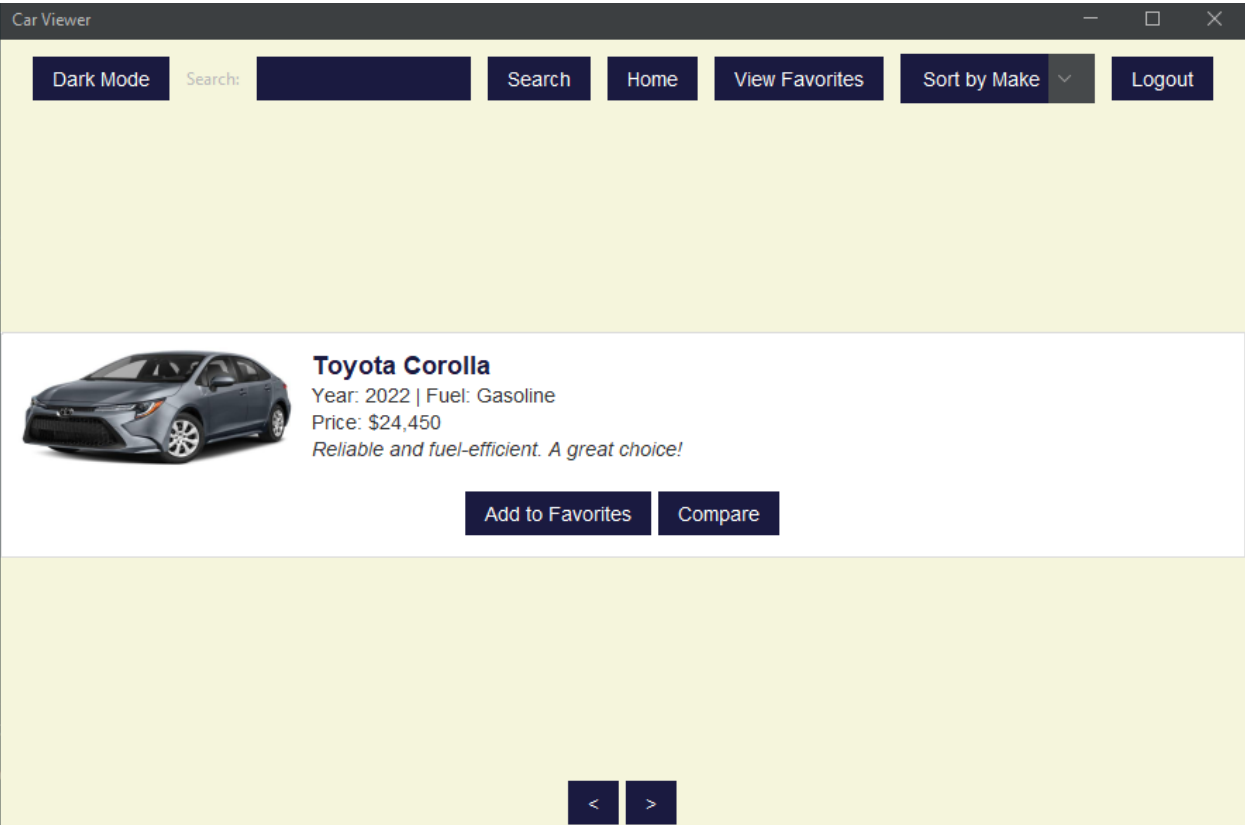 Car Viewer
Dark Mode Search: Search Home View Favorites Sort by Make Logout
Toyota Corolla
Year: 2022 | Fuel: Gasoline
Price: $24,450
Reliable and fuel-efficient. A great choice!
Add to Favorites Compare
< >